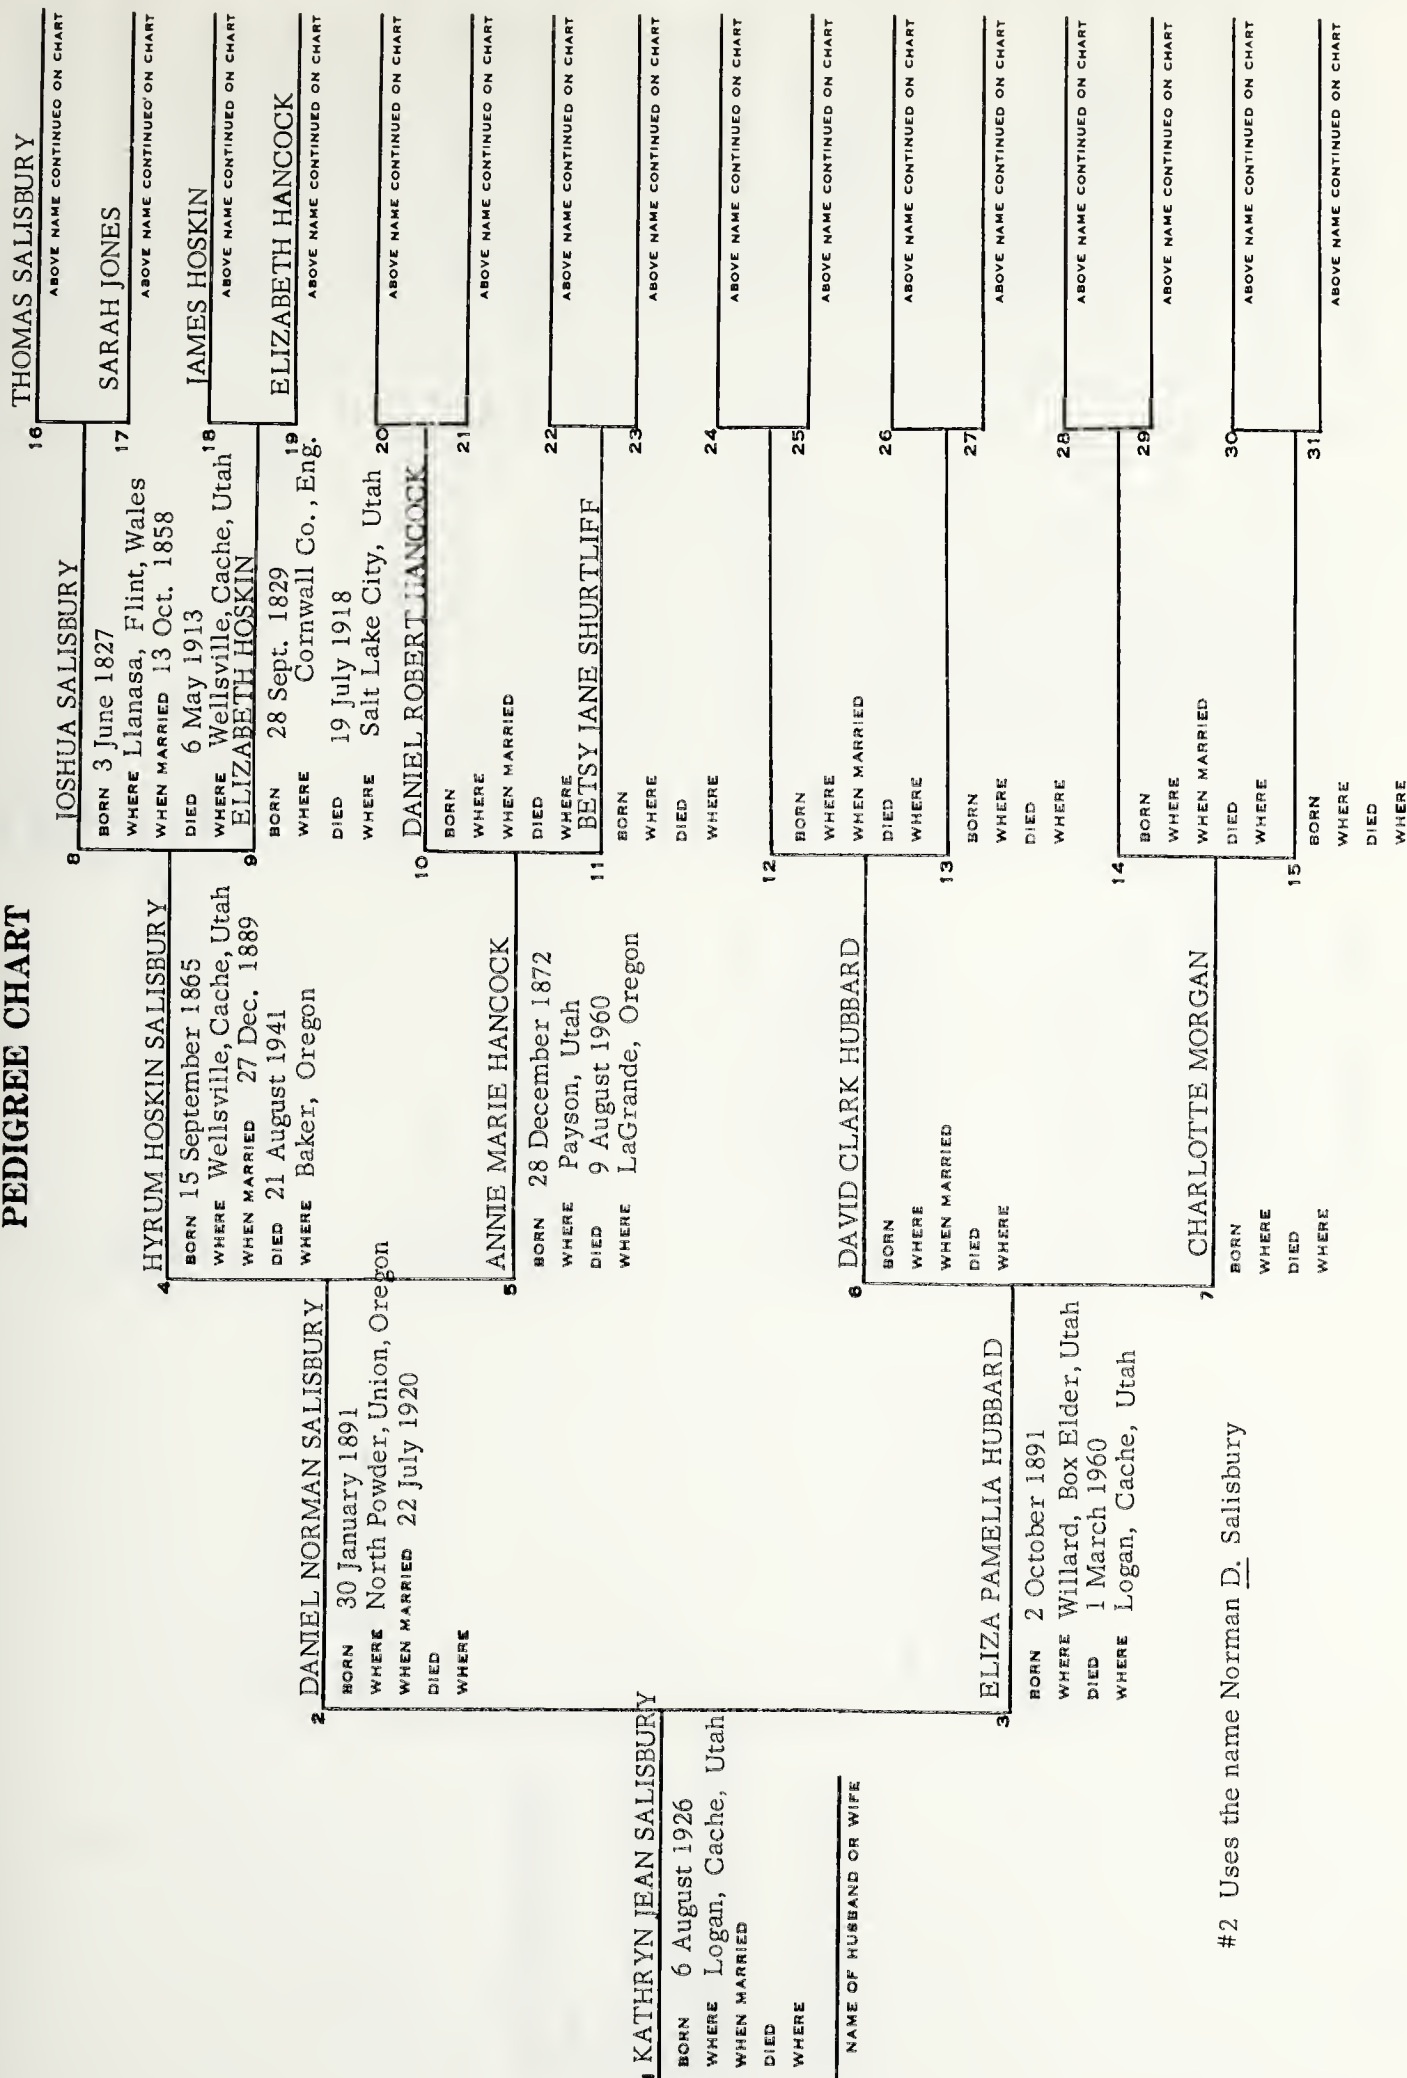 PEDIGREE CHART
KATHRYN JEAN SALISBURY
BORN 6 August 1926
WHERE Logan, Cache, Utah
WHEN MARRIED
DIED
WHERE
NAME OF HUSBAND OR WIFE
2
DANIEL NORMAN SALISBURY
BORN 30 January 1891
WHERE North Powder, Union, Oregon
WHEN MARRIED 22 July 1920
DIED
WHERE
3
ELIZA PAMELIA HUBBARD
BORN 2 October 1891
WHERE Willard, Box Elder, Utah
DIED 1 March 1960
WHERE Logan, Cache, Utah
#2 Uses the name Norman D. Salisbury
4
HYRUM HOSKIN SALISBURY
BORN 15 September 1865
WHERE Wellsville, Cache, Utah
WHEN MARRIED 27 Dec. 1889
DIED 21 August 1941
WHERE Baker, Oregon
5
ANNIE MARIE HANCOCK
BORN 28 December 1872
WHERE Payson, Utah
DIED 9 August 1960
WHERE LaGrande, Oregon
6
DAVID CLARK HUBBARD
BORN
WHERE
WHEN MARRIED
DIED
WHERE
7
CHARLOTTE MORGAN
BORN
WHERE
DIED
WHERE
8
JOSHUA SALISBURY
BORN 3 June 1827
WHERE Llanasa, Flint, Wales
WHEN MARRIED 13 Oct. 1858
DIED 6 May 1913
WHERE Wellsville, Cache, Utah
9
ELIZABETH HOSKIN
BORN 28 Sept. 1829
WHERE Cornwall Co., Eng.
DIED 19 July 1918
WHERE Salt Lake City, Utah
10
DANIEL ROBERT HANCOCK
BORN
WHERE
WHEN MARRIED
DIED
WHERE
11
BETSY JANE SHURTLIFF
BORN
WHERE
DIED
WHERE
12
BORN
WHERE
WHEN MARRIED
DIED
WHERE
13
BORN
WHERE
DIED
WHERE
14
BORN
WHERE
WHEN MARRIED
DIED
WHERE
15
BORN
WHERE
DIED
WHERE
16
THOMAS SALISBURY
ABOVE NAME CONTINUED ON CHART
17
SARAH JONES
ABOVE NAME CONTINUED ON CHART
18
JAMES HOSKIN
ABOVE NAME CONTINUED ON CHART
19
ELIZABETH HANCOCK
ABOVE NAME CONTINUED ON CHART
20
ABOVE NAME CONTINUED ON CHART
21
ABOVE NAME CONTINUED ON CHART
22
ABOVE NAME CONTINUED ON CHART
23
ABOVE NAME CONTINUED ON CHART
24
ABOVE NAME CONTINUED ON CHART
25
ABOVE NAME CONTINUED ON CHART
26
ABOVE NAME CONTINUED ON CHART
27
ABOVE NAME CONTINUED ON CHART
28
ABOVE NAME CONTINUED ON CHART
29
ABOVE NAME CONTINUED ON CHART
30
ABOVE NAME CONTINUED ON CHART
31
ABOVE NAME CONTINUED ON CHART